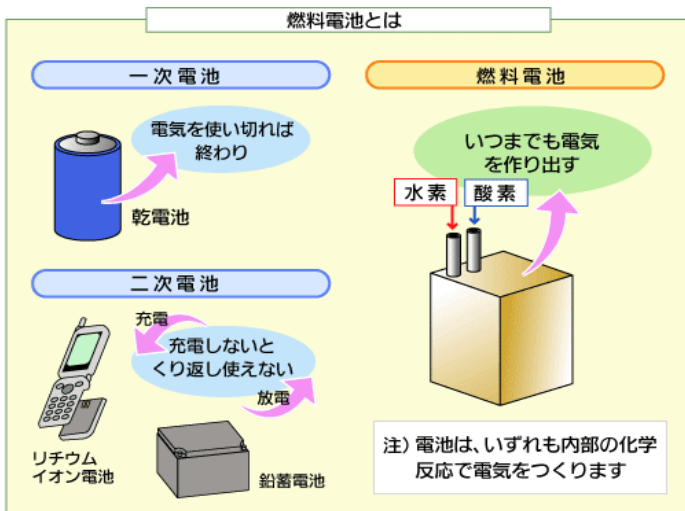 燃料電池とは
一次電池
電気を使い切れば
終わり
乾電池
二次電池
充電
充電しないと
くり返し使えない
放電
リチウム
イオン電池
鉛蓄電池
燃料電池
いつまでも電気
を作り出す
水素
酸素
注）電池は、いずれも内部の化学
反応で電気をつくります